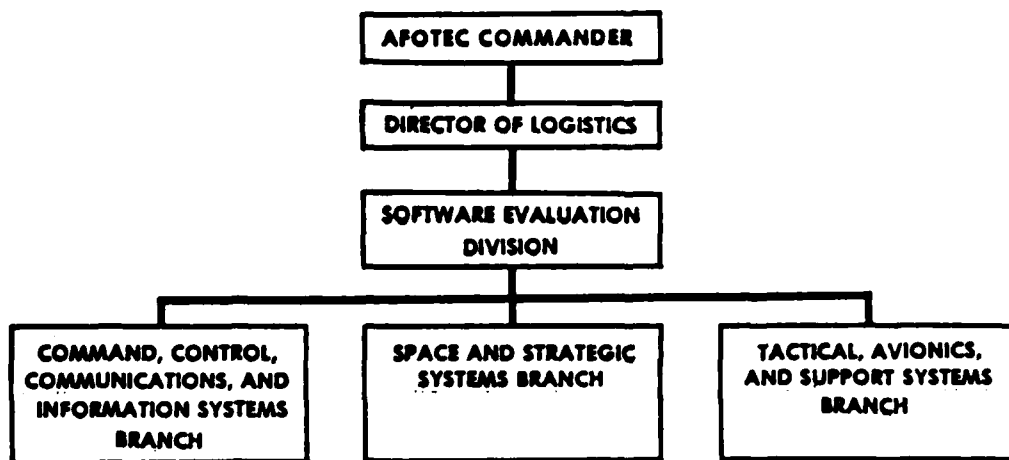 AFOTEC COMMANDER
DIRECTOR OF LOGISTICS
SOFTWARE EVALUATION
DIVISION
COMMAND, CONTROL,
COMMUNICATIONS, AND
INFORMATION SYSTEMS
BRANCH
SPACE AND STRATEGIC
SYSTEMS BRANCH
TACTICAL, AVIONICS,
AND SUPPORT SYSTEMS
BRANCH